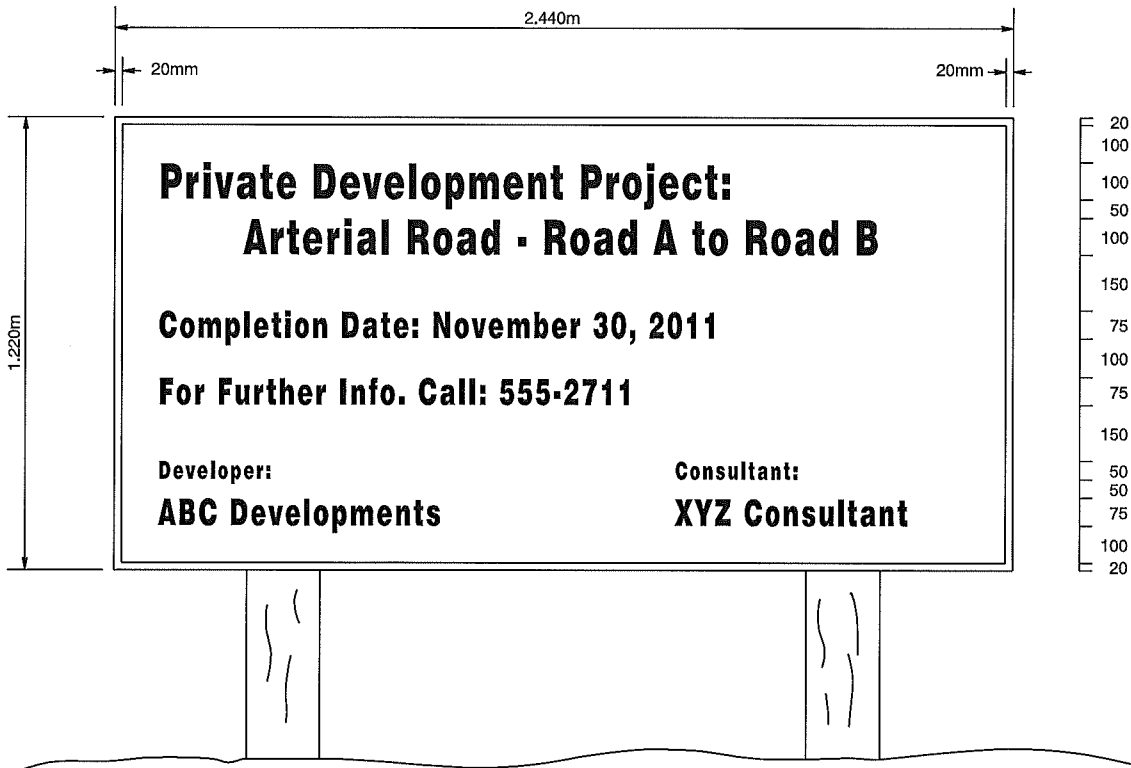 2.440m
20mm 20mm
Private Development Project:
Arterial Road - Road A to Road B
Completion Date: November 30, 2011
For Further Info. Call: 555-2711
Developer: Consultant:
ABC Developments XYZ Consultant
1.220m
20
100
100
50
100
150
75
100
75
150
50
50
75
100
20